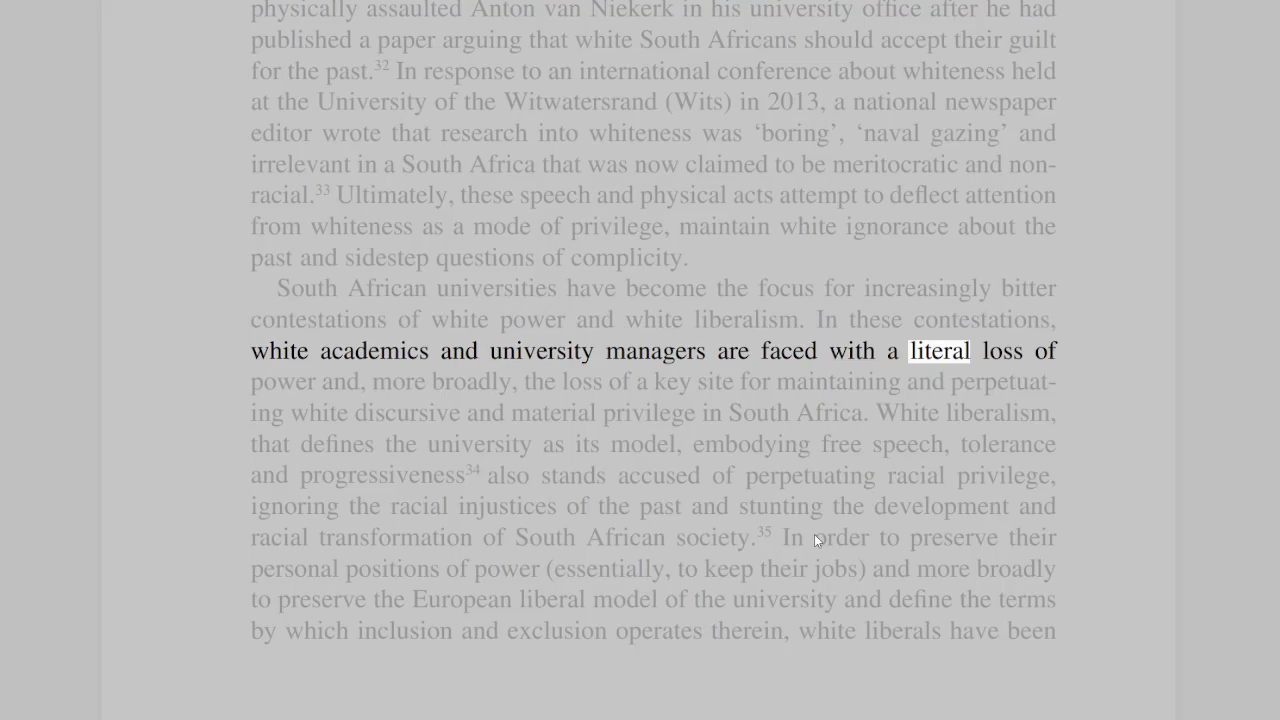 physically assaulted Anton van Niekerk in his university office after he had
published a paper arguing that white South Africans should accept their guilt
for the past.32 In response to an international conference about whiteness held
at the University of the Witwatersrand (Wits) in 2013, a national newspaper
editor wrote that research into whiteness was ‘boring’, ‘naval gazing’ and
irrelevant in a South Africa that was now claimed to be meritocratic and non-
racial.33 Ultimately, these speech and physical acts attempt to deflect attention
from whiteness as a mode of privilege, maintain white ignorance about the
past and sidestep questions of complicity.
South African universities have become the focus for increasingly bitter
contestations of white power and white liberalism. In these contestations,
white academics and university managers are faced with a literal loss of
power and, more broadly, the loss of a key site for maintaining and perpetuat-
ing white discursive and material privilege in South Africa. White liberalism,
that defines the university as its model, embodying free speech, tolerance
and progressiveness34 also stands accused of perpetuating racial privilege,
ignoring the racial injustices of the past and stunting the development and
racial transformation of South African society.35 In order to preserve their
personal positions of power (essentially, to keep their jobs) and more broadly
to preserve the European liberal model of the university and define the terms
by which inclusion and exclusion operates therein, white liberals have been